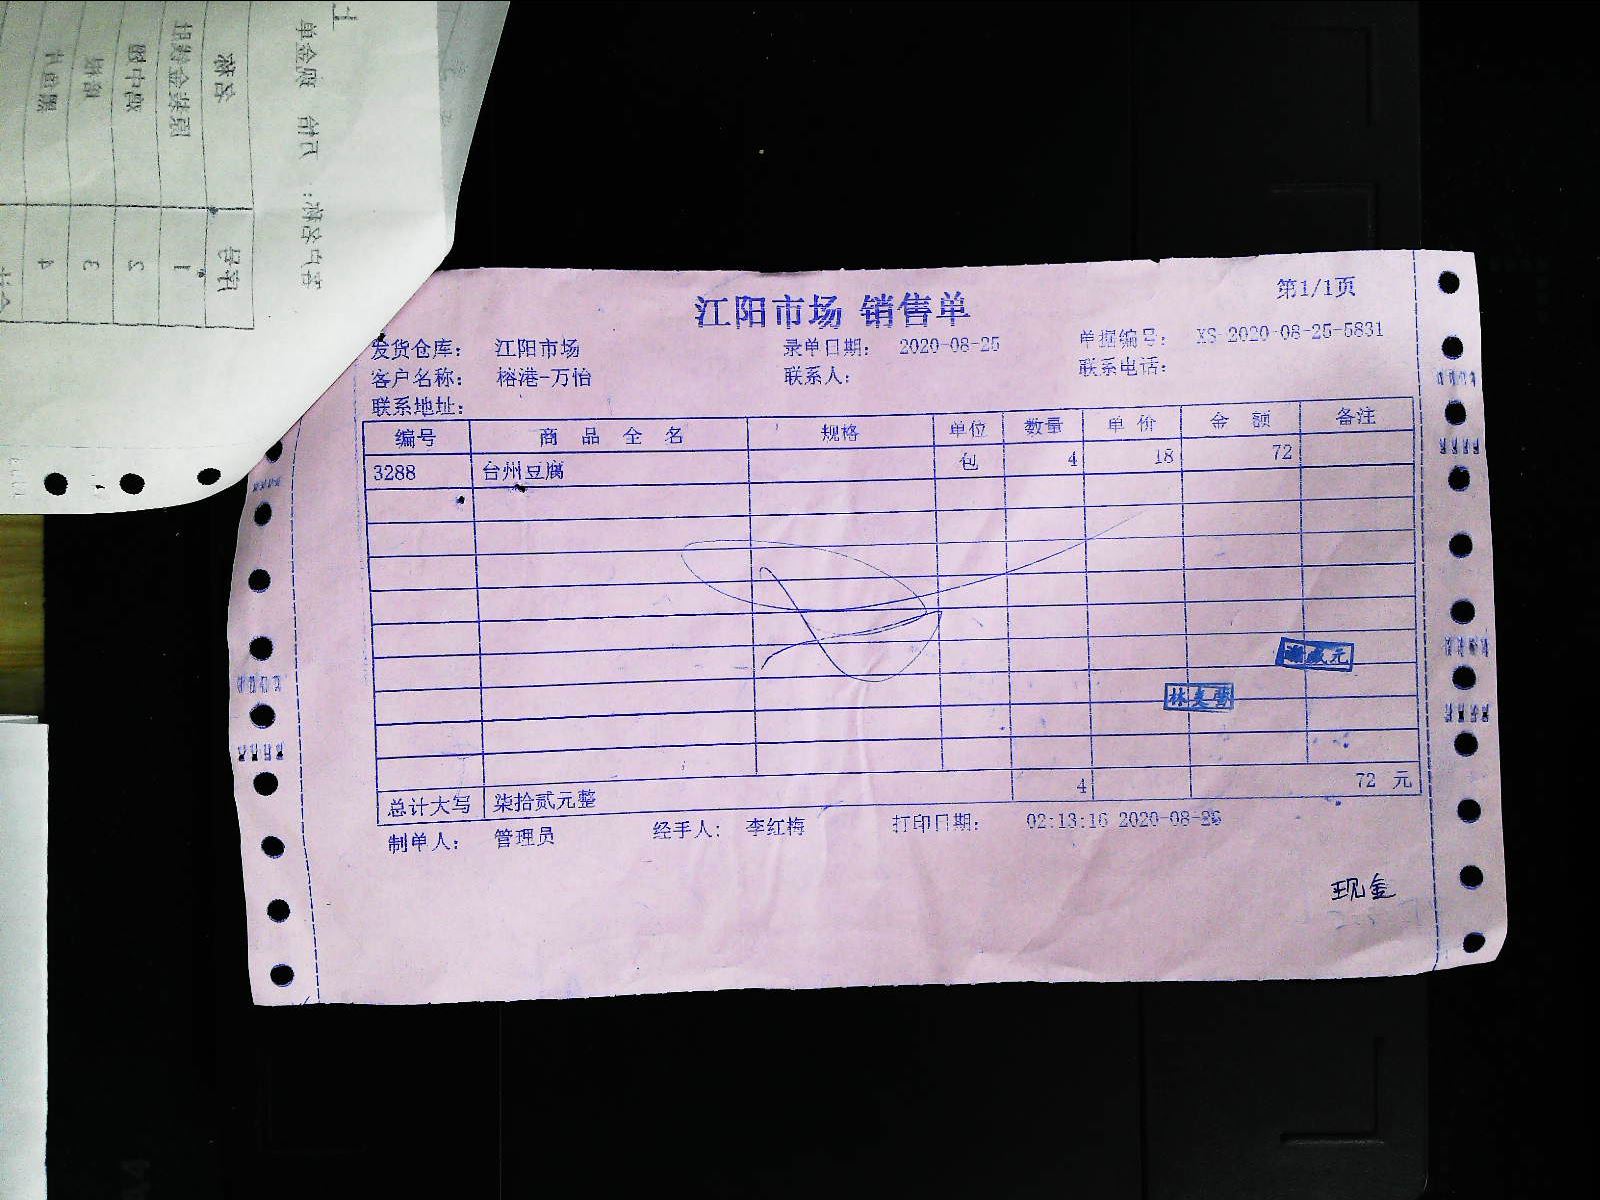 第1/1页
江阳市场 销售单
发货仓库: 江阳市场 录单日期: 2020-08-25 单据编号: XS-2020-08-25-5831
客户名称: 榕港-万怡 联系人: 联系电话:
联系地址:
编号 商品全名 规格 单位 数量 单价 金额 备注
3288 台州豆腐 包 4 18 72
总计大写 柒拾贰元整 4 72 元
制单人: 管理员 经手人: 李红梅 打印日期: 02:13:16 2020-08-26
现金